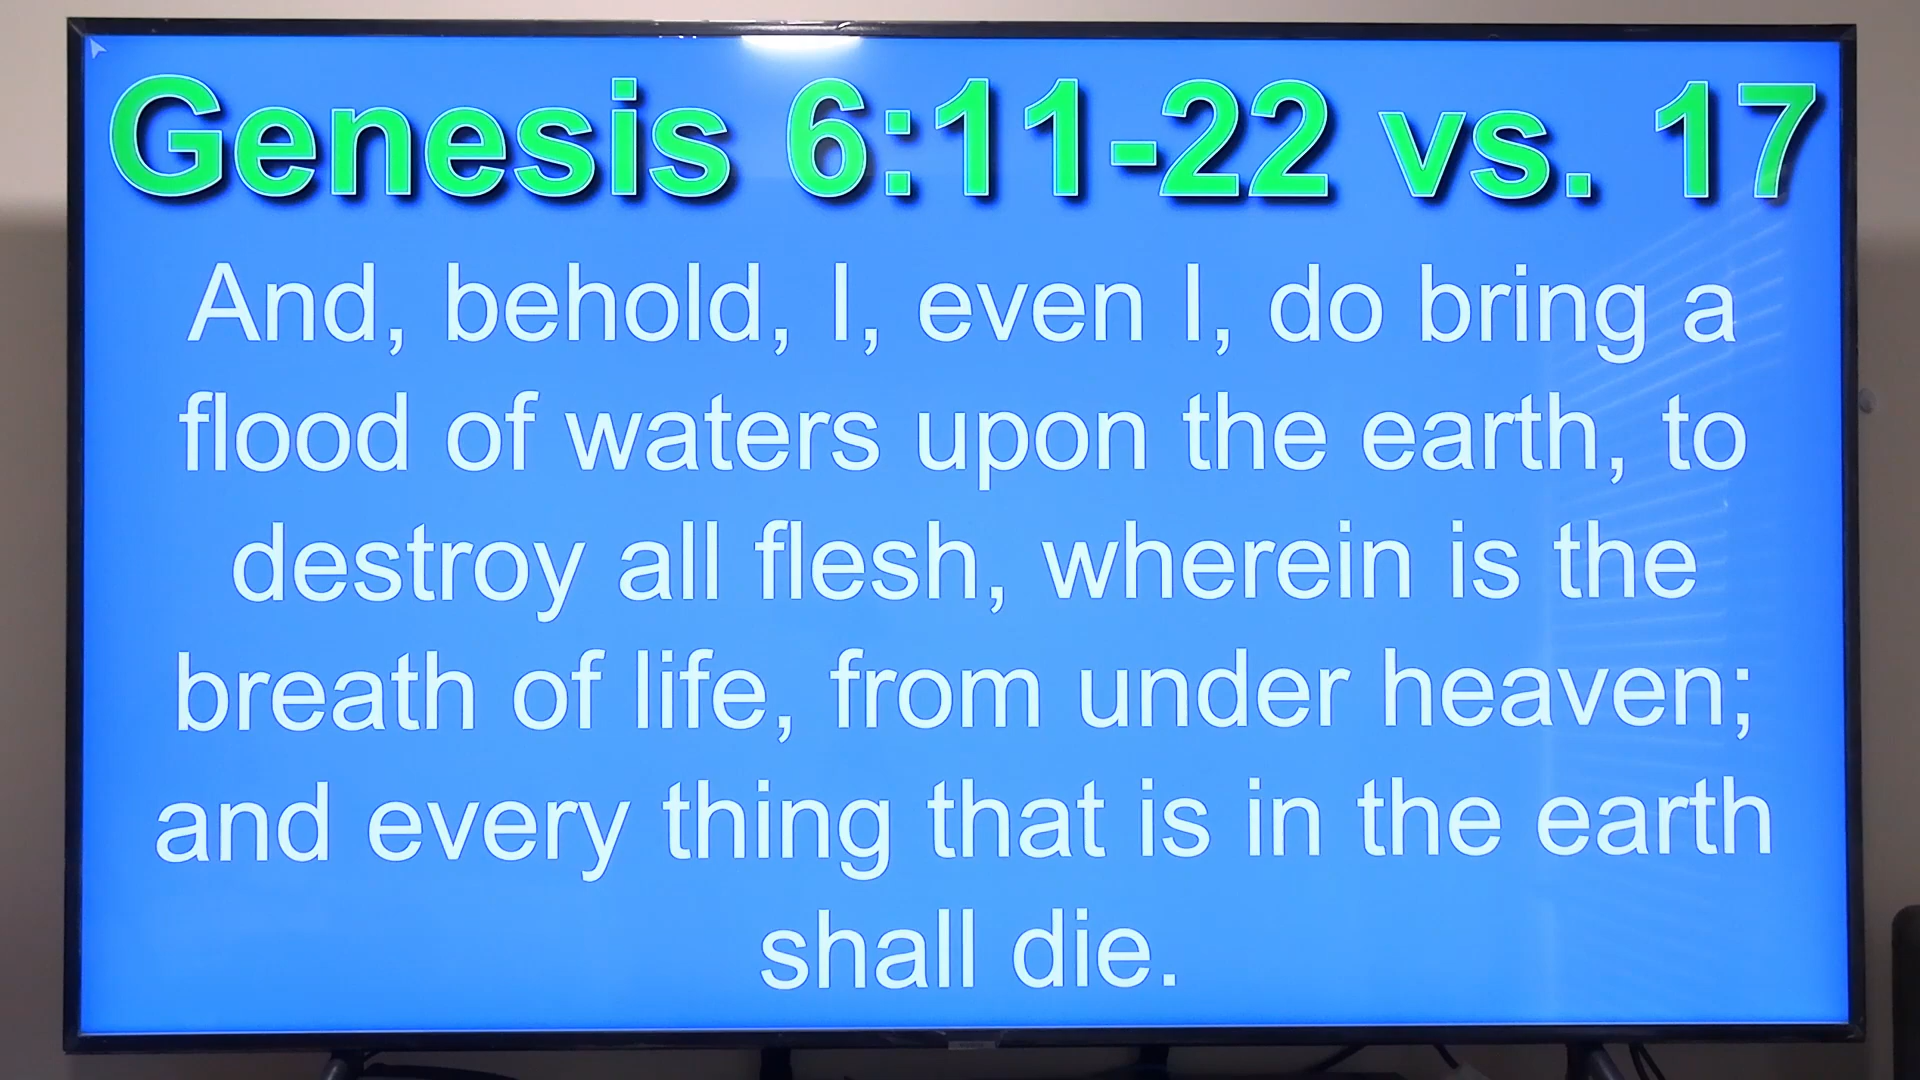 Genesis 6:11-22 vs. 17
And, behold, I, even I, do bring a
flood of waters upon the earth, to
destroy all flesh, wherein is the
breath of life, from under heaven;
and every thing that is in the earth
shall die.